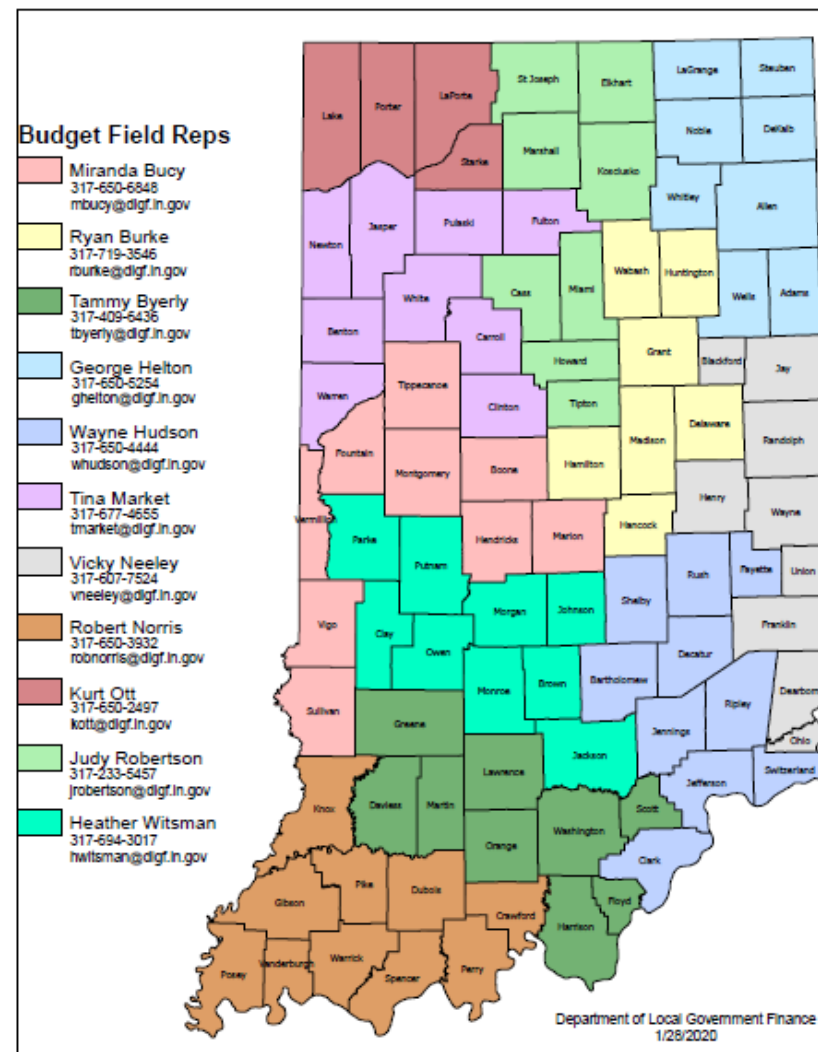 Budget Field Reps
Miranda Bucy
317-650-6848
mbucy@dlgf.in.gov
Ryan Burke
317-719-3546
rburke@dlgf.in.gov
Tammy Byerly
317-409-6436
tbyerly@dlgf.in.gov
George Helton
317-650-5254
ghelton@dlgf.in.gov
Wayne Hudson
317-650-4444
whudson@dlgf.in.gov
Tina Market
317-677-4655
tmarket@dlgf.in.gov
Vicky Neeley
317-607-7524
vneeley@dlgf.in.gov
Robert Norris
317-650-3932
robnorris@dlgf.in.gov
Kurt Ott
317-650-2497
kott@dlgf.in.gov
Judy Robertson
317-233-5457
jrobertson@dlgf.in.gov
Heather Witsman
317-694-3017
hwitsman@dlgf.in.gov
Lake
Porter
LaPorte
St Joseph
Elkhart
LaGrange
Steuben
Noble
DeKalb
Starke
Marshall
Kosciusko
Whitley
Allen
Newton
Jasper
Pulaski
Fulton
Wabash
Huntington
Wells
Adams
Benton
White
Cass
Miami
Carroll
Howard
Grant
Blackford
Jay
Warren
Tippecanoe
Clinton
Tipton
Madison
Delaware
Randolph
Fountain
Montgomery
Boone
Hamilton
Henry
Wayne
Vermillion
Parke
Putnam
Hendricks
Marion
Hancock
Rush
Fayette
Union
Vigo
Clay
Owen
Morgan
Johnson
Shelby
Franklin
Decatur
Sullivan
Greene
Monroe
Brown
Bartholomew
Ripley
Dearborn
Jennings
Ohio
Knox
Daviess
Martin
Lawrence
Jackson
Jefferson
Switzerland
Scott
Orange
Washington
Clark
Gibson
Pike
Dubois
Crawford
Floyd
Harrison
Posey
Vanderburgh
Warrick
Spencer
Perry
Department of Local Government Finance
1/28/2020